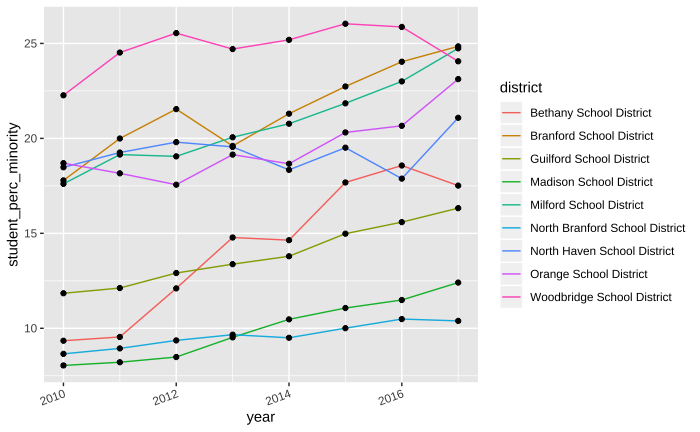 student_perc_minority
25
20
15
10
2010
2012
2014
2016
year
district
Bethany School District
Branford School District
Guilford School District
Madison School District
Milford School District
North Branford School District
North Haven School District
Orange School District
Woodbridge School District